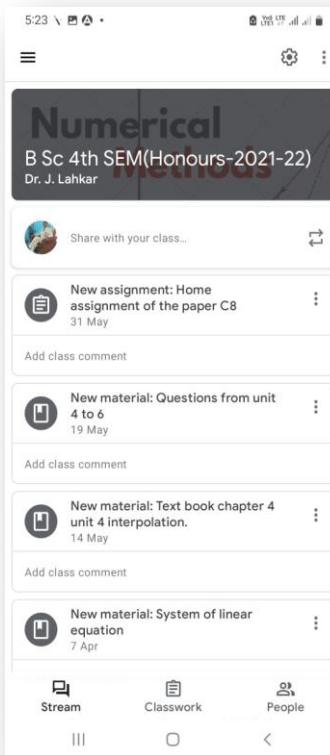 5:23
Numerical
Methods
B Sc 4th SEM(Honours-2021-22)
Dr. J. Lahkar
Share with your class...
New assignment: Home
assignment of the paper C8
31 May
Add class comment
New material: Questions from unit
4 to 6
19 May
Add class comment
New material: Text book chapter 4
unit 4 interpolation.
14 May
Add class comment
New material: System of linear
equation
7 Apr
Stream Classwork People